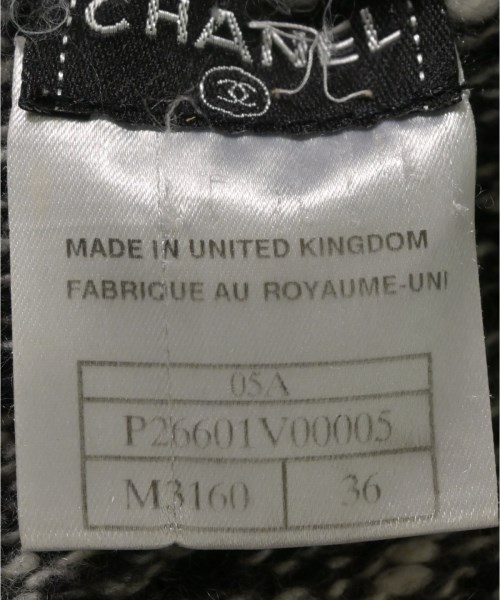 CHANEL
MADE IN UNITED KINGDOM
FABRIQUE AU ROYAUME-UNI
05A
P26601V00005
M3160 36